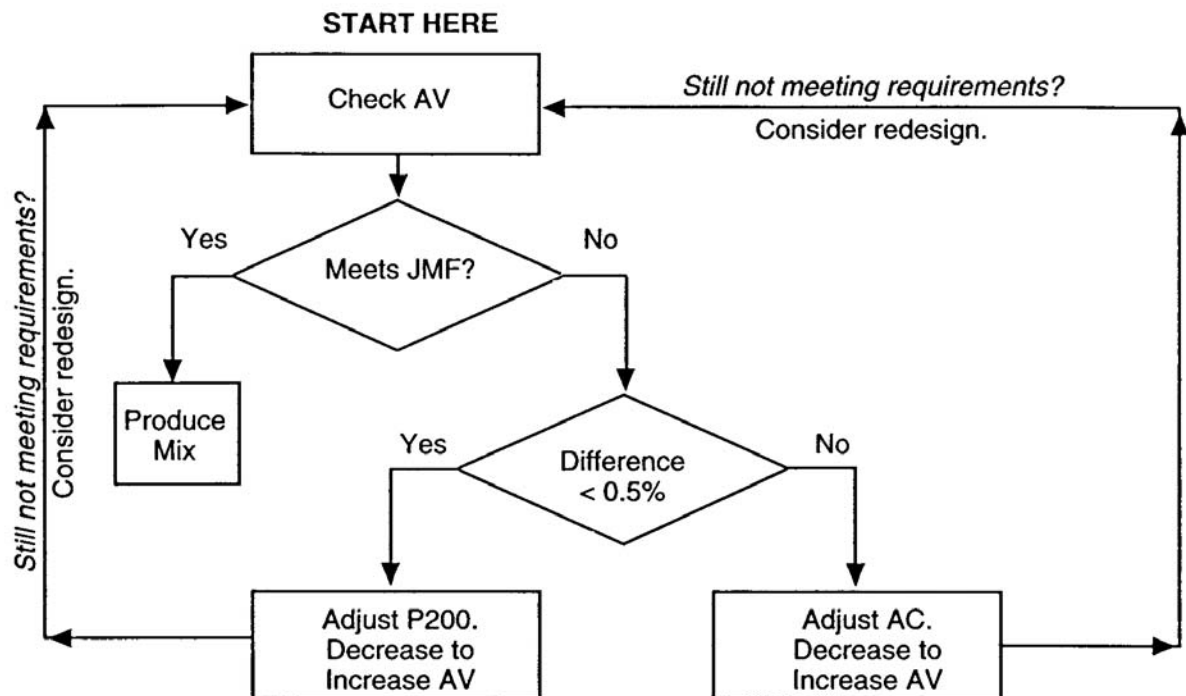 START HERE
Check AV
Still not meeting requirements?
Consider redesign.
Yes
Meets JMF?
No
Still not meeting requirements?
Consider redesign.
Produce
Mix
Yes
Difference
< 0.5%
No
Adjust P200.
Decrease to
Increase AV
Adjust AC.
Decrease to
Increase AV